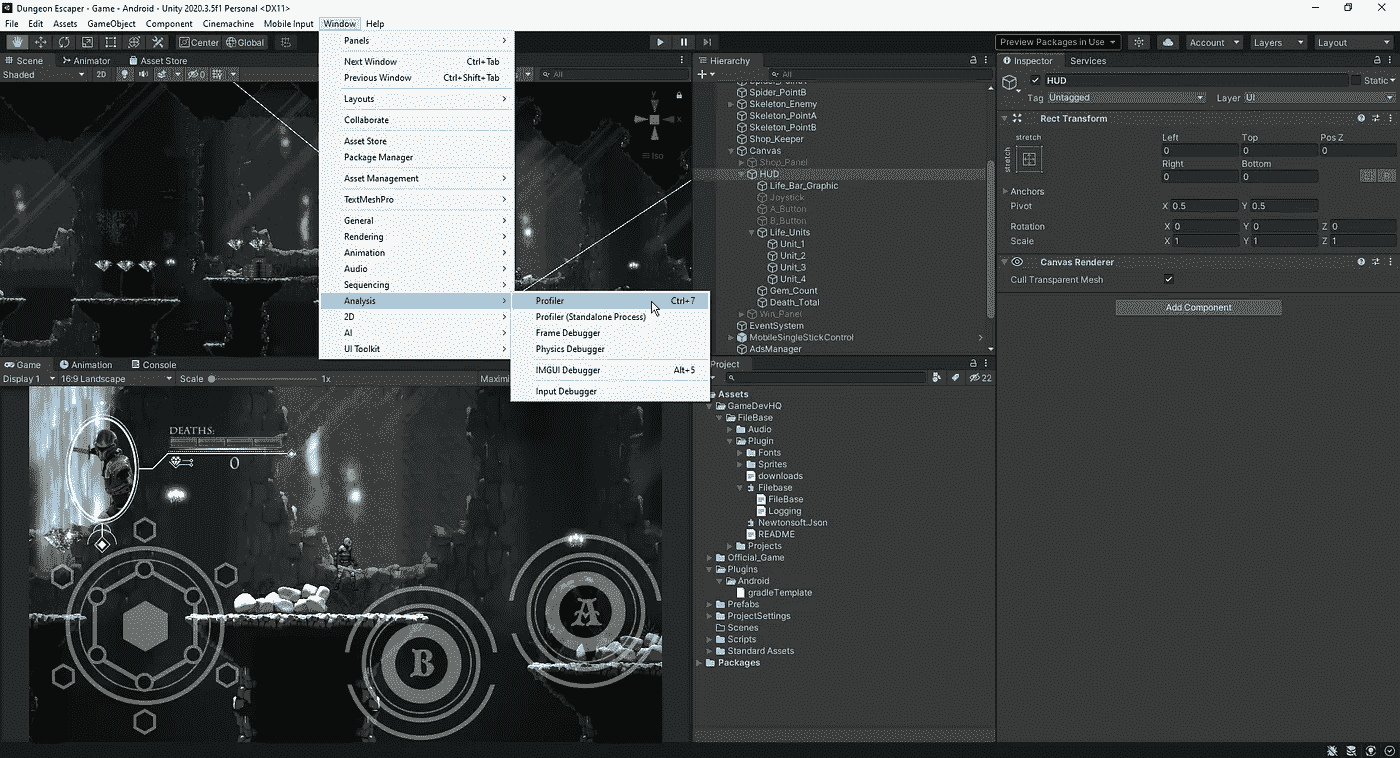 Dungeon Escaper - Game - Android - Unity 2020.3.5f1 Personal <DX11>
File Edit Assets GameObject Component Cinemachine Mobile Input Window Help
Center Global
Preview Packages in Use Account Layers Layout
Scene Animator Asset Store
Shaded 2D 0 All
Iso
Panels
Next Window Ctrl+Tab
Previous Window Ctrl+Shift+Tab
Layouts
Collaborate
Asset Store
Package Manager
Asset Management
TextMeshPro
General
Rendering
Animation
Audio
Sequencing
Analysis
2D
AI
UI Toolkit
Profiler Ctrl+7
Profiler (Standalone Process)
Frame Debugger
Physics Debugger
IMGUI Debugger Alt+5
Input Debugger
Hierarchy
All
Spider_PointB
Skeleton_Enemy
Skeleton_PointA
Skeleton_PointB
Shop_Keeper
Canvas
Shop_Panel
HUD
Life_Bar_Graphic
Joystick
A_Button
B_Button
Life_Units
Unit_1
Unit_2
Unit_3
Unit_4
Gem_Count
Death_Total
Win_Panel
EventSystem
MobileSingleStickControl
AdsManager
Inspector Services
HUD Static
Tag Untagged Layer UI
Rect Transform
stretch
stretch
Left Top Pos Z
0 0 0
Right Bottom
0 0
Anchors
Pivot X 0.5 Y 0.5
Rotation X 0 Y 0 Z 0
Scale X 1 Y 1 Z 1
Canvas Renderer
Cull Transparent Mesh
Add Component
Game Animation Console
Display 1 16:9 Landscape Scale 1x Maximi
DEATHS:
0
B
A
Project
22
Assets
GameDevHQ
FileBase
Audio
Plugin
Fonts
Sprites
downloads
Filebase
FileBase
Logging
Newtonsoft.Json
README
Projects
Official_Game
Plugins
Android
gradleTemplate
Prefabs
ProjectSettings
Scenes
Scripts
Standard Assets
Packages